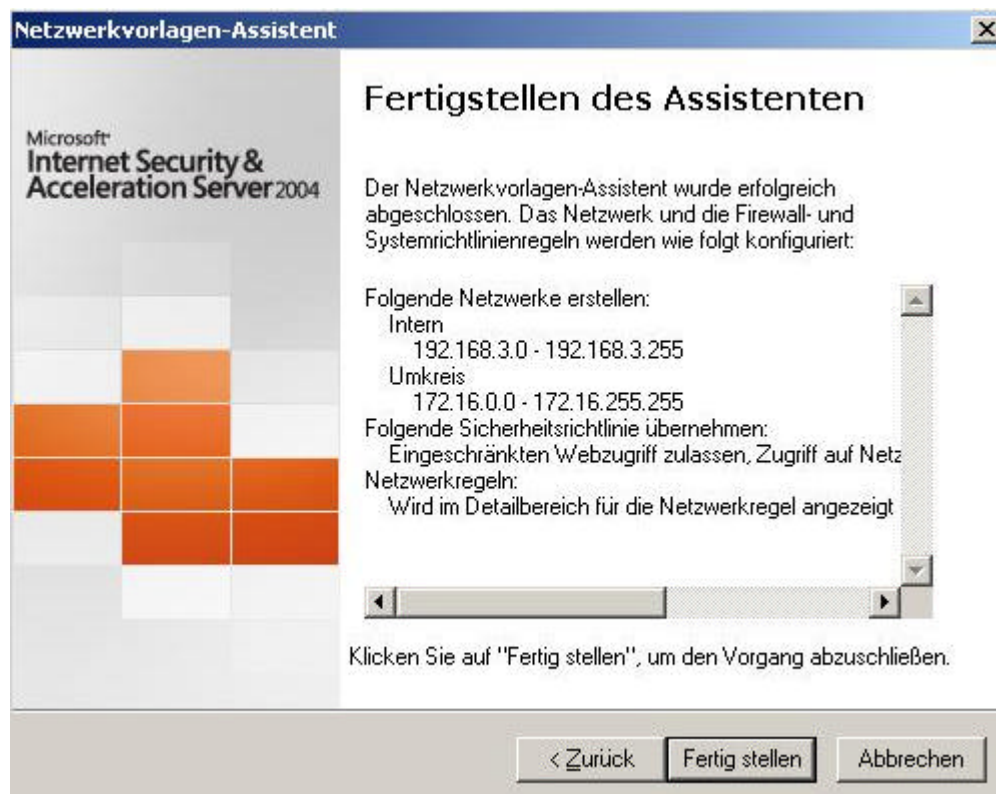 Netzwerkvorlagen-Assistent
Microsoft
Internet Security &
Acceleration Server 2004
Fertigstellen des Assistenten
Der Netzwerkvorlagen-Assistent wurde erfolgreich
abgeschlossen. Das Netzwerk und die Firewall- und
Systemrichtlinienregeln werden wie folgt konfiguriert:
Folgende Netzwerke erstellen:
Intern
192.168.3.0 - 192.168.3.255
Umkreis
172.16.0.0 - 172.16.255.255
Folgende Sicherheitsrichtlinie übernehmen:
Eingeschränkten Webzugriff zulassen, Zugriff auf Netz
Netzwerkregeln:
Wird im Detailbereich für die Netzwerkregel angezeigt
Klicken Sie auf "Fertig stellen", um den Vorgang abzuschließen.
< Zurück Fertig stellen Abbrechen